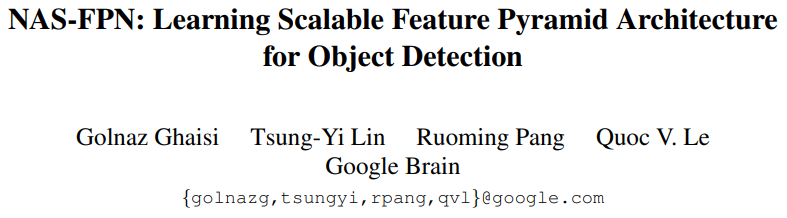 NAS-FPN: Learning Scalable Feature Pyramid Architecture
for Object Detection
Golnaz Ghaisi Tsung-Yi Lin Ruoming Pang Quoc V. Le
Google Brain
{golnazg,tsungyi,rpang,qvl}@google.com